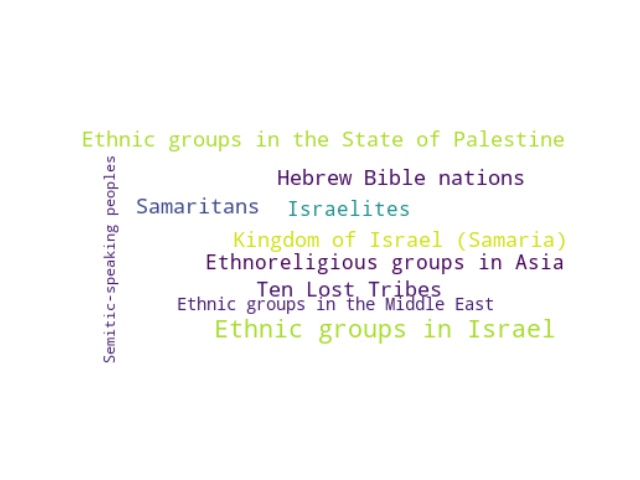 Ethnic groups in the State of Palestine
Semitic-speaking peoples
Hebrew Bible nations
Samaritans
Israelites
Kingdom of Israel (Samaria)
Ethnoreligious groups in Asia
Ten Lost Tribes
Ethnic groups in the Middle East
Ethnic groups in Israel